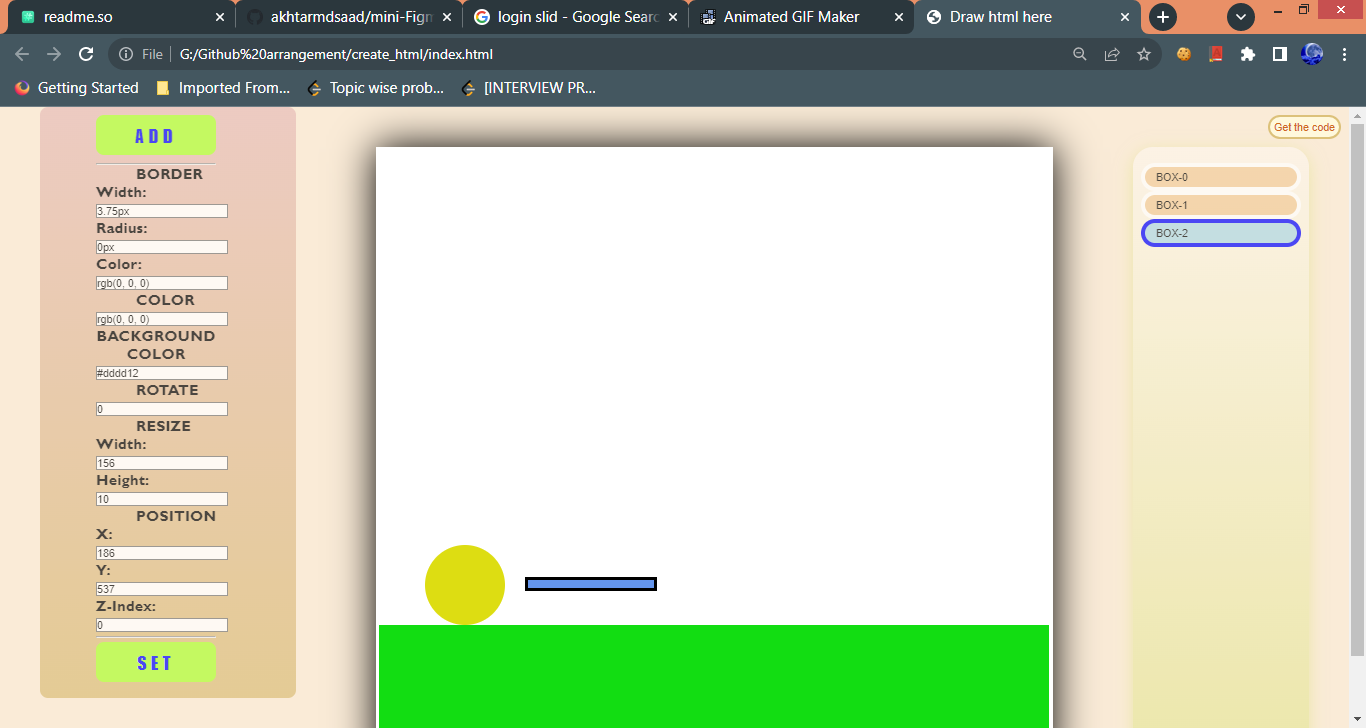 readme.so
akhtarmdsaad/mini-Figm
login slid - Google Searc
Animated GIF Maker
Draw html here
File
G:/Github%20arrangement/create_html/index.html
Getting Started
Imported From...
Topic wise prob...
[INTERVIEW PR...
ADD
BORDER
Width:
3.75px
Radius:
0px
Color:
rgb(0, 0, 0)
COLOR
rgb(0, 0, 0)
BACKGROUND
COLOR
#dddd12
ROTATE
0
RESIZE
Width:
156
Height:
10
POSITION
X:
186
Y:
537
Z-Index:
0
SET
Get the code
BOX-0
BOX-1
BOX-2